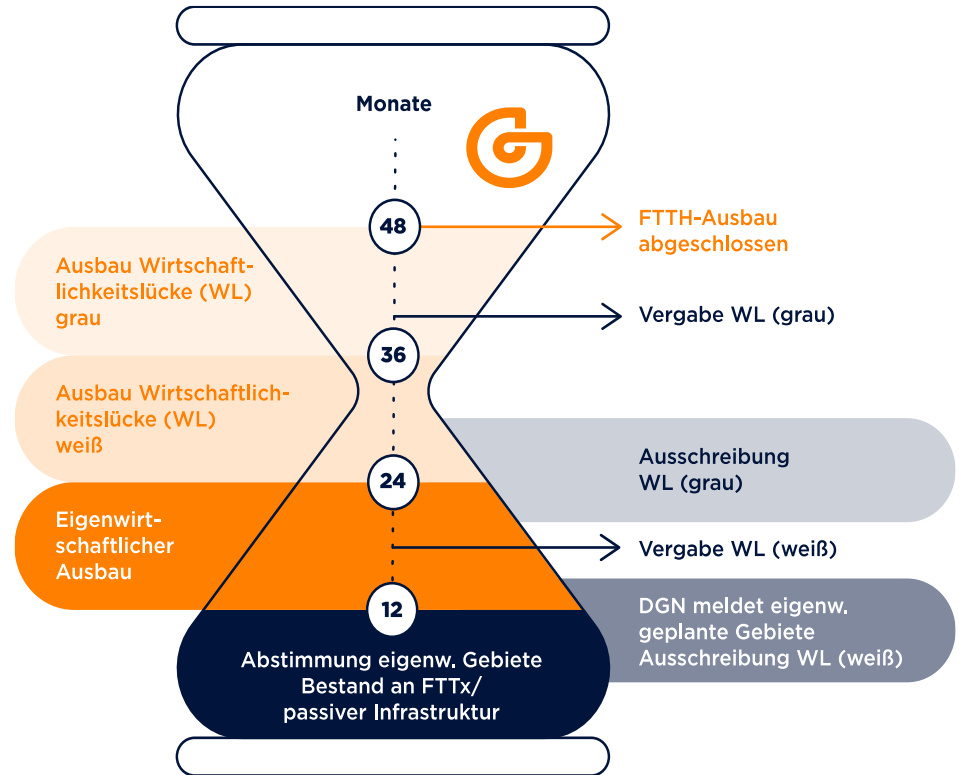 Monate
48
FTTH-Ausbau
abgeschlossen
Ausbau Wirtschaft-
lichkeitslücke (WL)
grau
Vergabe WL (grau)
36
Ausbau Wirtschaftlich-
keitslücke (WL)
weiß
Ausschreibung
WL (grau)
24
Eigenwirt-
schaftlicher
Ausbau
Vergabe WL (weiß)
12
DGN meldet eigenw.
geplante Gebiete
Ausschreibung WL (weiß)
Abstimmung eigenw. Gebiete
Bestand an FTTx/
passiver Infrastruktur